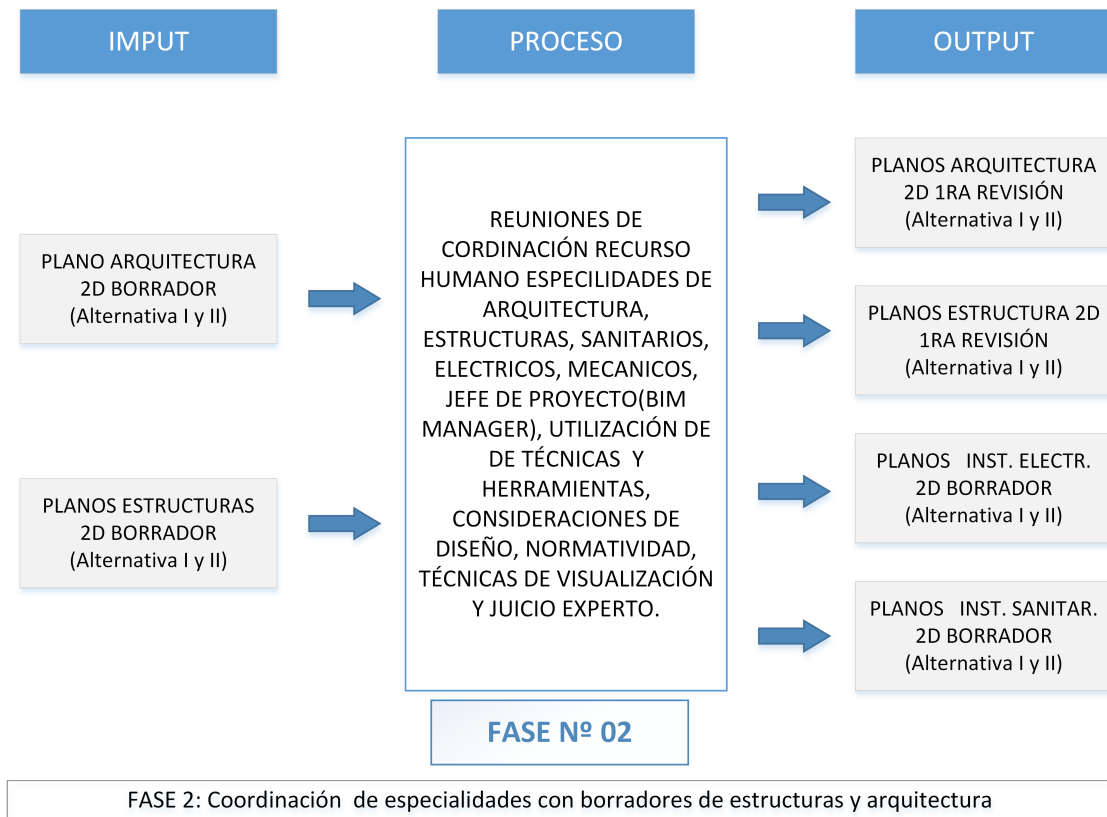 IMPUT
PROCESO
OUTPUT
PLANO ARQUITECTURA
2D BORRADOR
(Alternativa I y II)
PLANOS ESTRUCTURAS
2D BORRADOR
(Alternativa I y II)
REUNIONES DE
CORDINACIÓN RECURSO
HUMANO ESPECILIDADES DE
ARQUITECTURA,
ESTRUCTURAS, SANITARIOS,
ELECTRICOS, MECANICOS,
JEFE DE PROYECTO(BIM
MANAGER), UTILIZACIÓN DE
DE TÉCNICAS Y
HERRAMIENTAS,
CONSIDERACIONES DE
DISEÑO, NORMATIVIDAD,
TÉCNICAS DE VISUALIZACIÓN
Y JUICIO EXPERTO.
PLANOS ARQUITECTURA
2D 1RA REVISIÓN
(Alternativa I y II)
PLANOS ESTRUCTURA 2D
1RA REVISIÓN
(Alternativa I y II)
PLANOS INST. ELECTR.
2D BORRADOR
(Alternativa I y II)
PLANOS INST. SANITAR.
2D BORRADOR
(Alternativa I y II)
FASE Nº 02
FASE 2: Coordinación de especialidades con borradores de estructuras y arquitectura